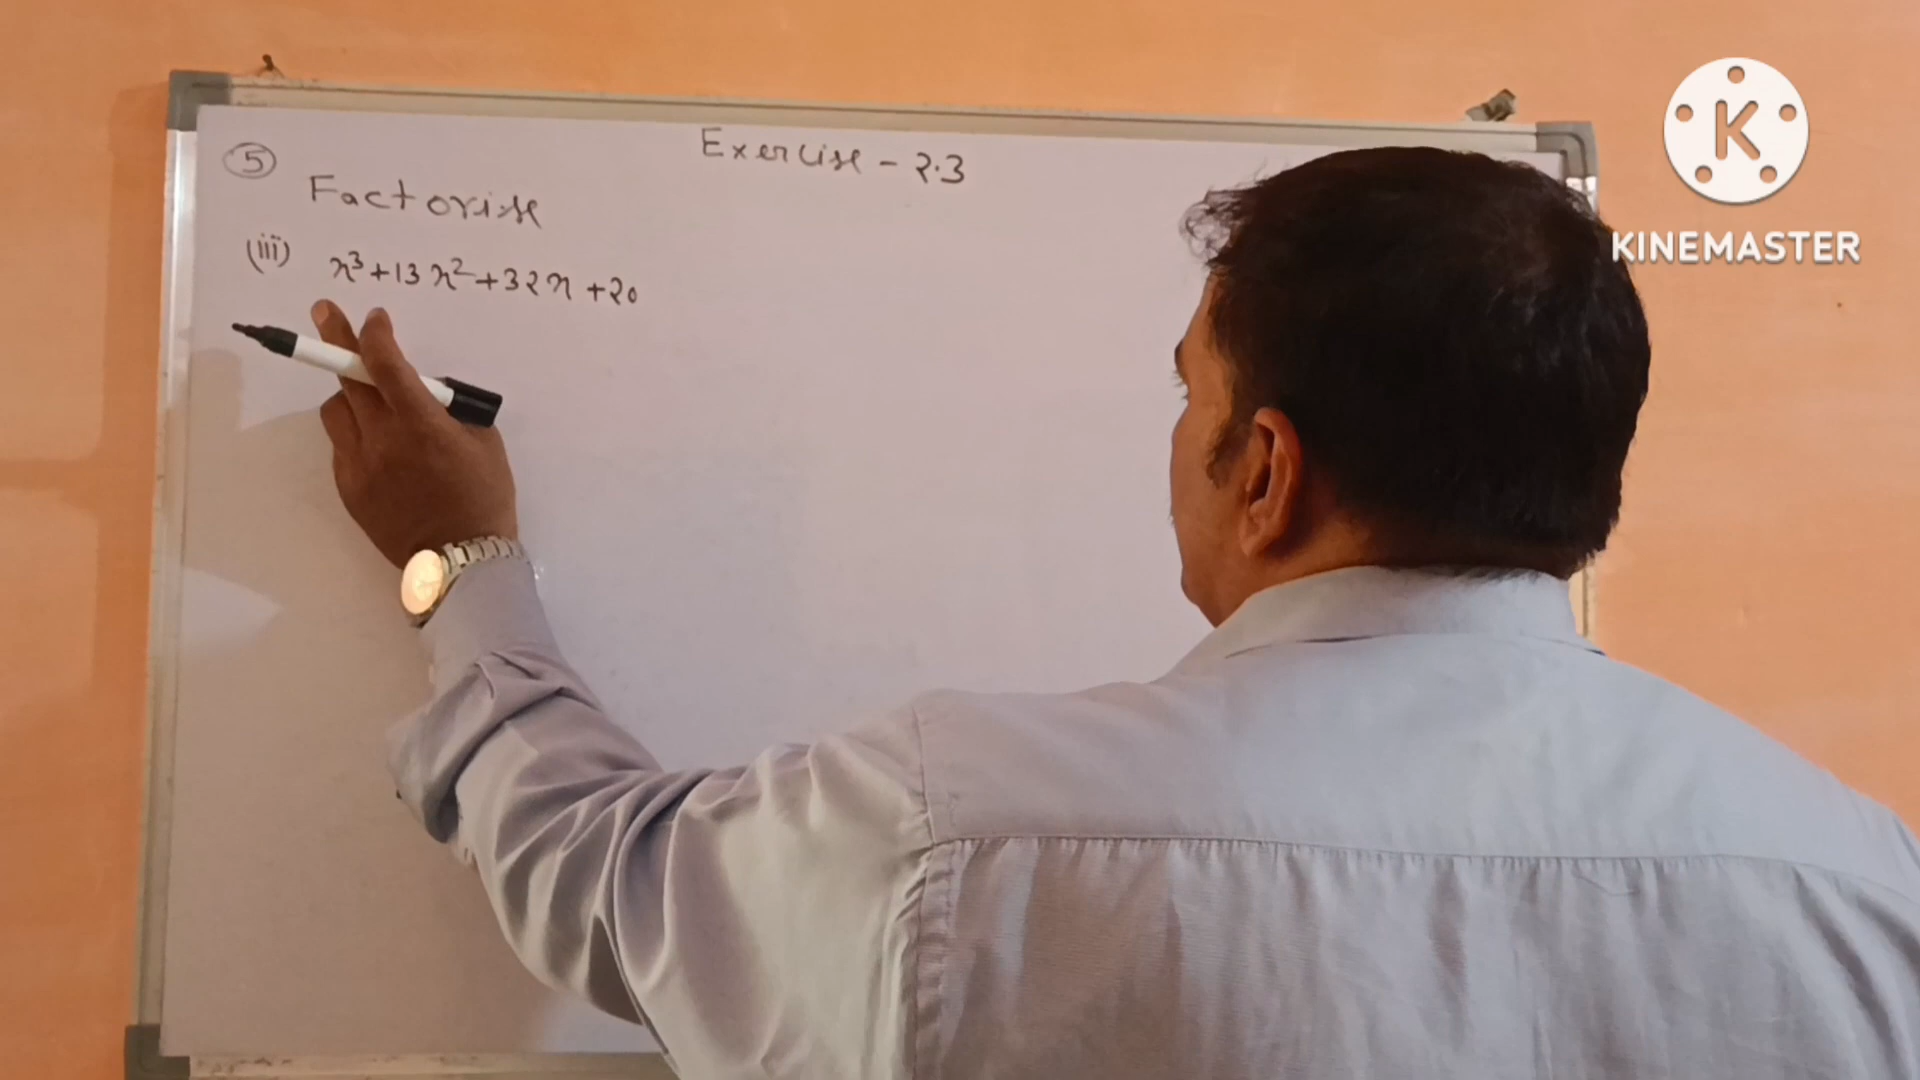 Exercise - 2.3
⑤
Factorise
(iii) x³+13x²+32x+20
K
KINEMASTER